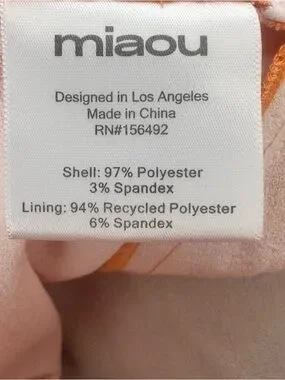 miaou
Designed in Los Angeles
Made in China
RN#156492
Shell: 97% Polyester
3% Spandex
Lining: 94% Recycled Polyester
6% Spandex